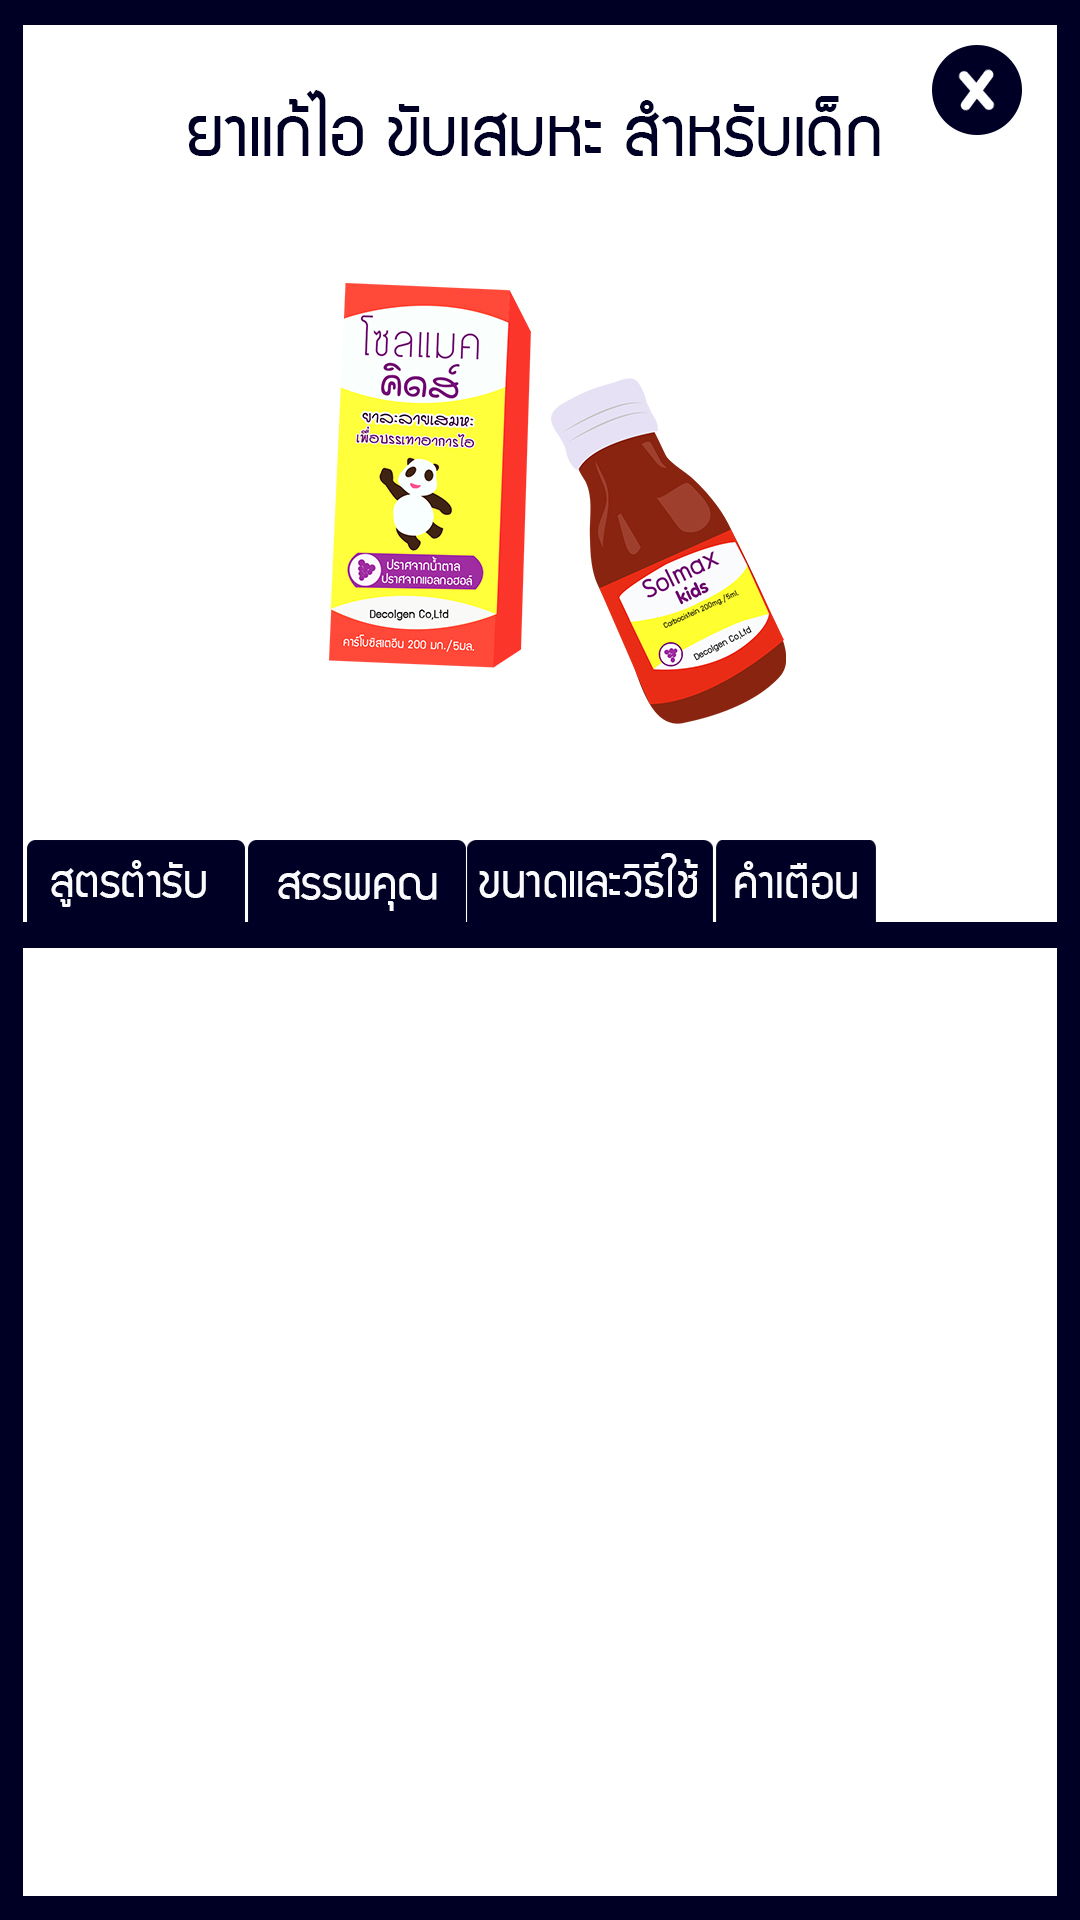 X
ยาแก้ไอ ขับเสมหะ สำหรับเด็ก
โซลแมค
คิดส์
ยาละลายเสมหะ
เพื่อบรรเทาอาการไอ
ปราศจากน้ำตาล
ปราศจากแอลกอฮอล์
Decolgen Co,Ltd
คาร์โบซิสเตอีน 200 มก./5มล.
Solmax
kids
Carbocistein 200mg./5ml.
Decolgen Co,Ltd
สูตรตำรับ
สรรพคุณ
ขนาดและวิธีใช้
คำเตือน